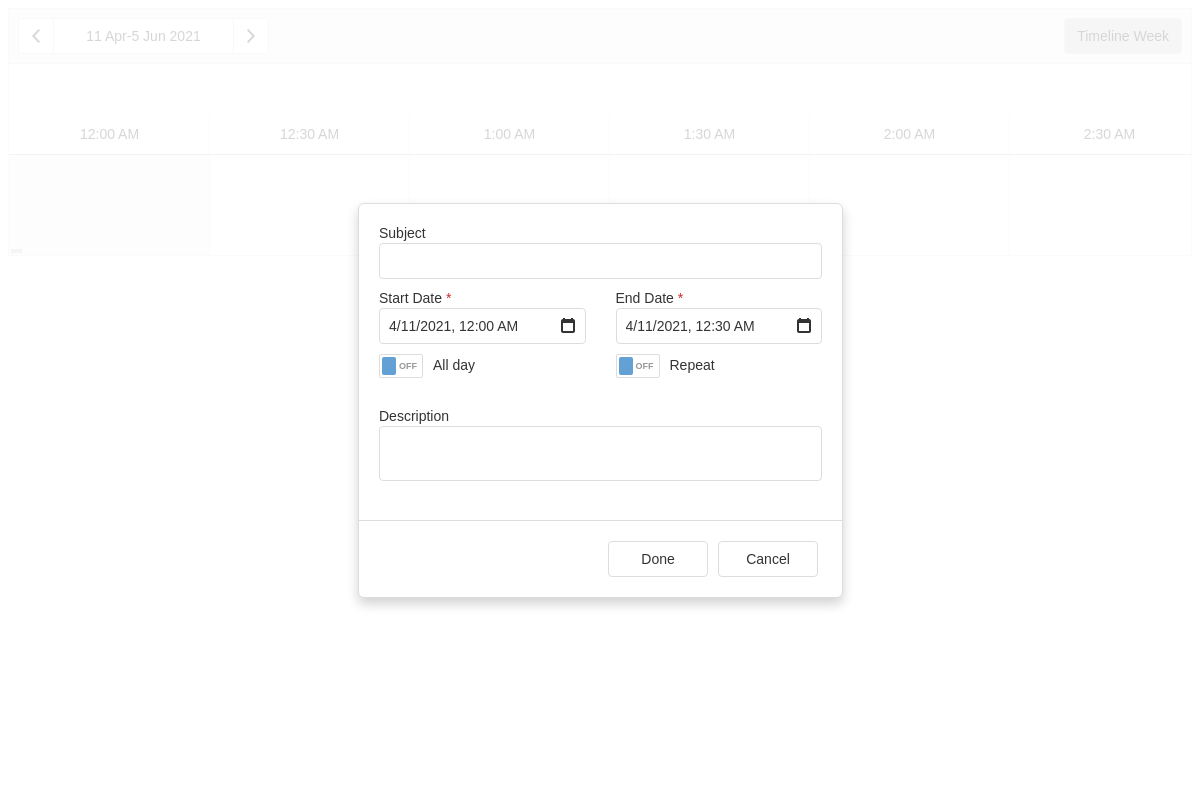 11 Apr-5 Jun 2021
Timeline Week
12:00 AM 12:30 AM 1:00 AM 1:30 AM 2:00 AM 2:30 AM
Subject
Start Date * End Date *
4/11/2021, 12:00 AM 4/11/2021, 12:30 AM
OFF All day OFF Repeat
Description
Done Cancel